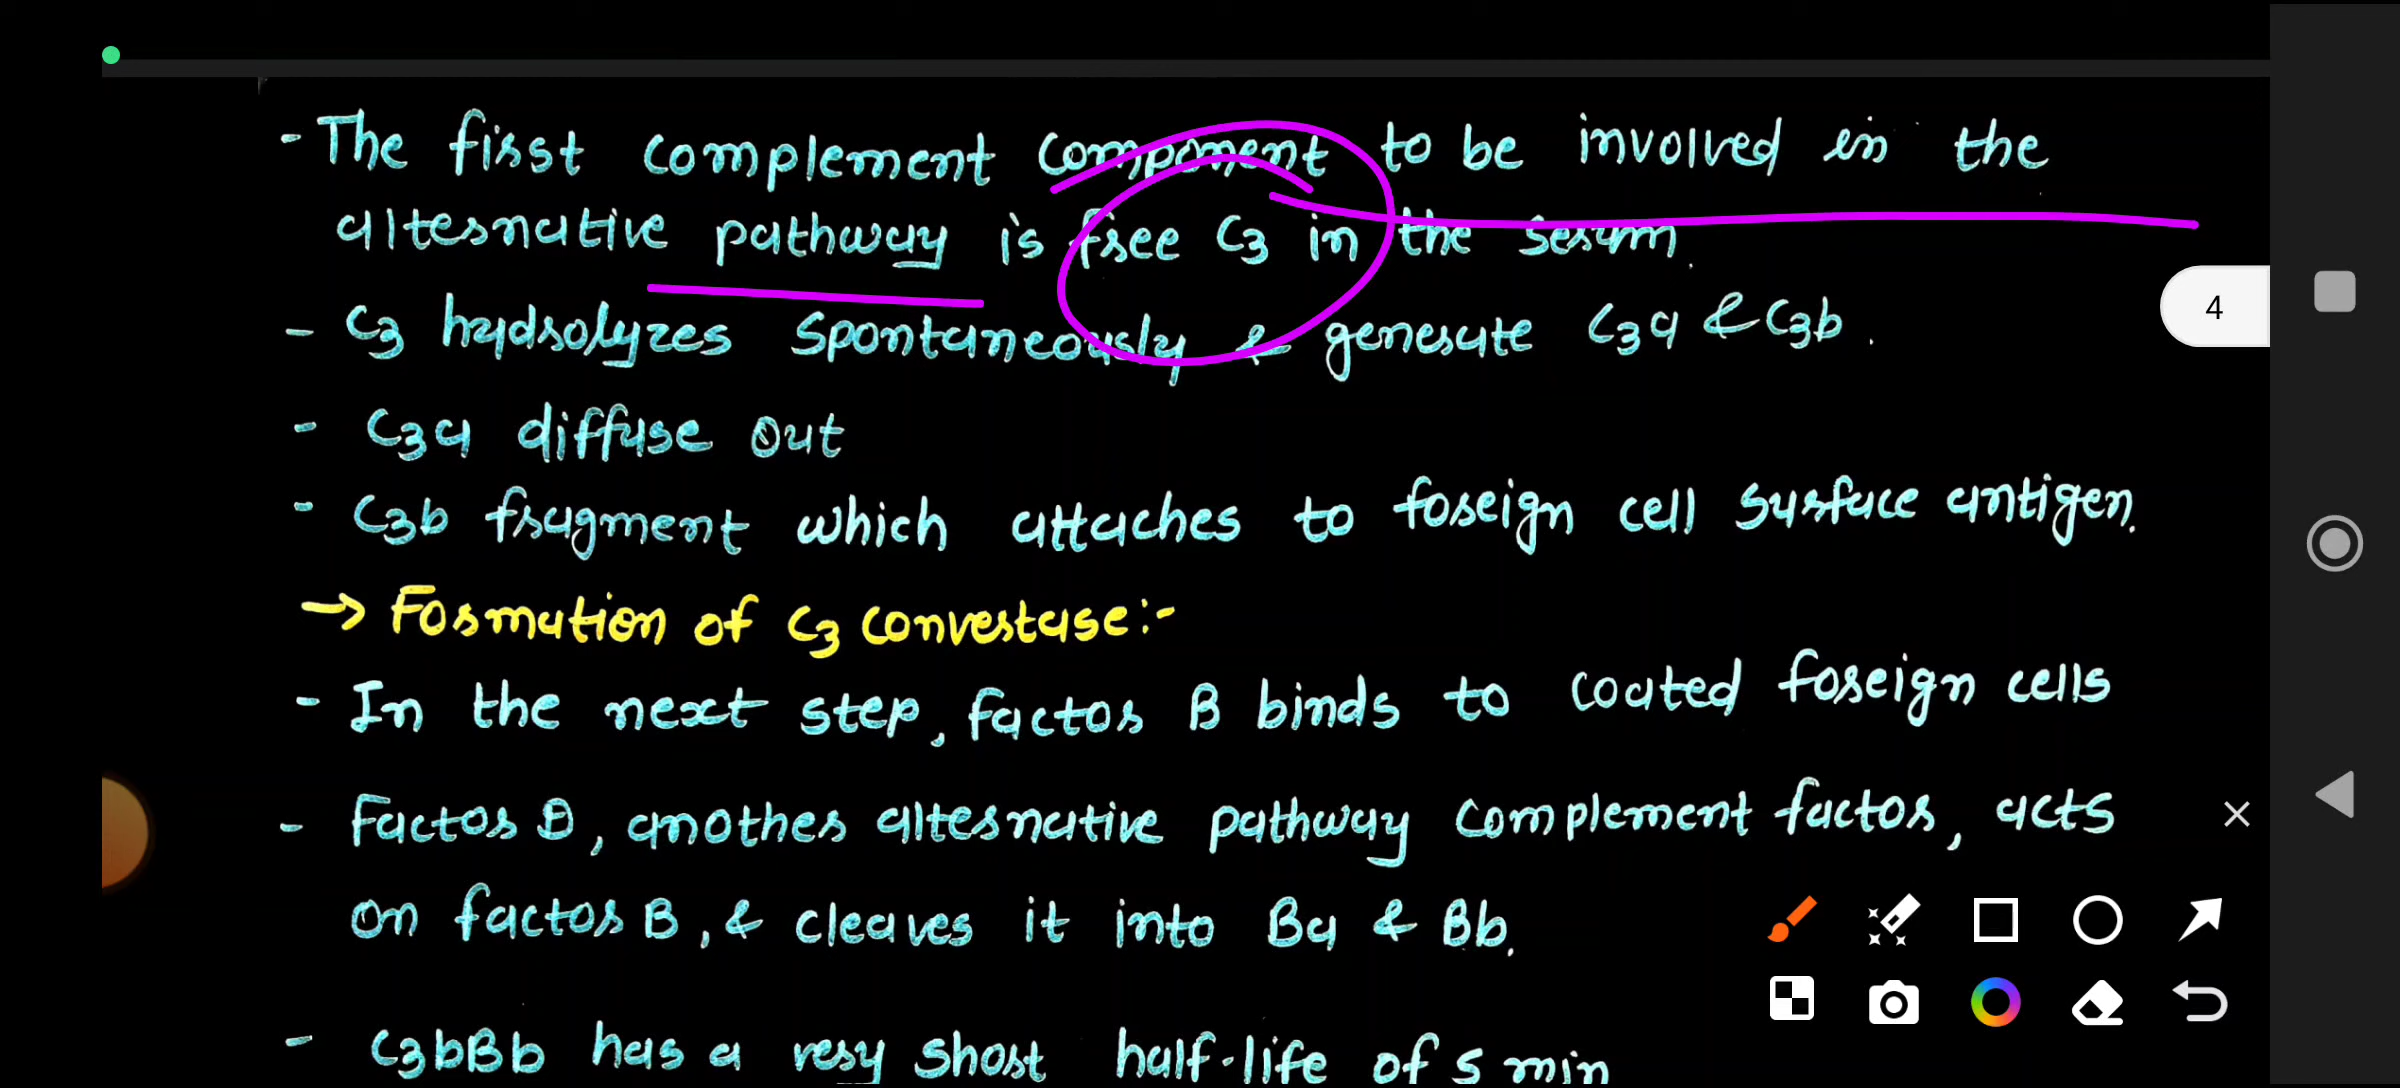 - The first complement component to be involved in the
alternative pathway is free C3 in the serum.
- C3 hydrolyzes spontaneously & generate C3a & C3b.
- C3a diffuse out
- C3b fragment which attaches to foreign cell surface antigen.
→ Formation of C3 convertase:-
- In the next step, factor B binds to coated foreign cells
- Factor D, another alternative pathway complement factor, acts
on factor B, & cleaves it into Ba & Bb.
- C3bBb has a very short half-life of 5 min
4